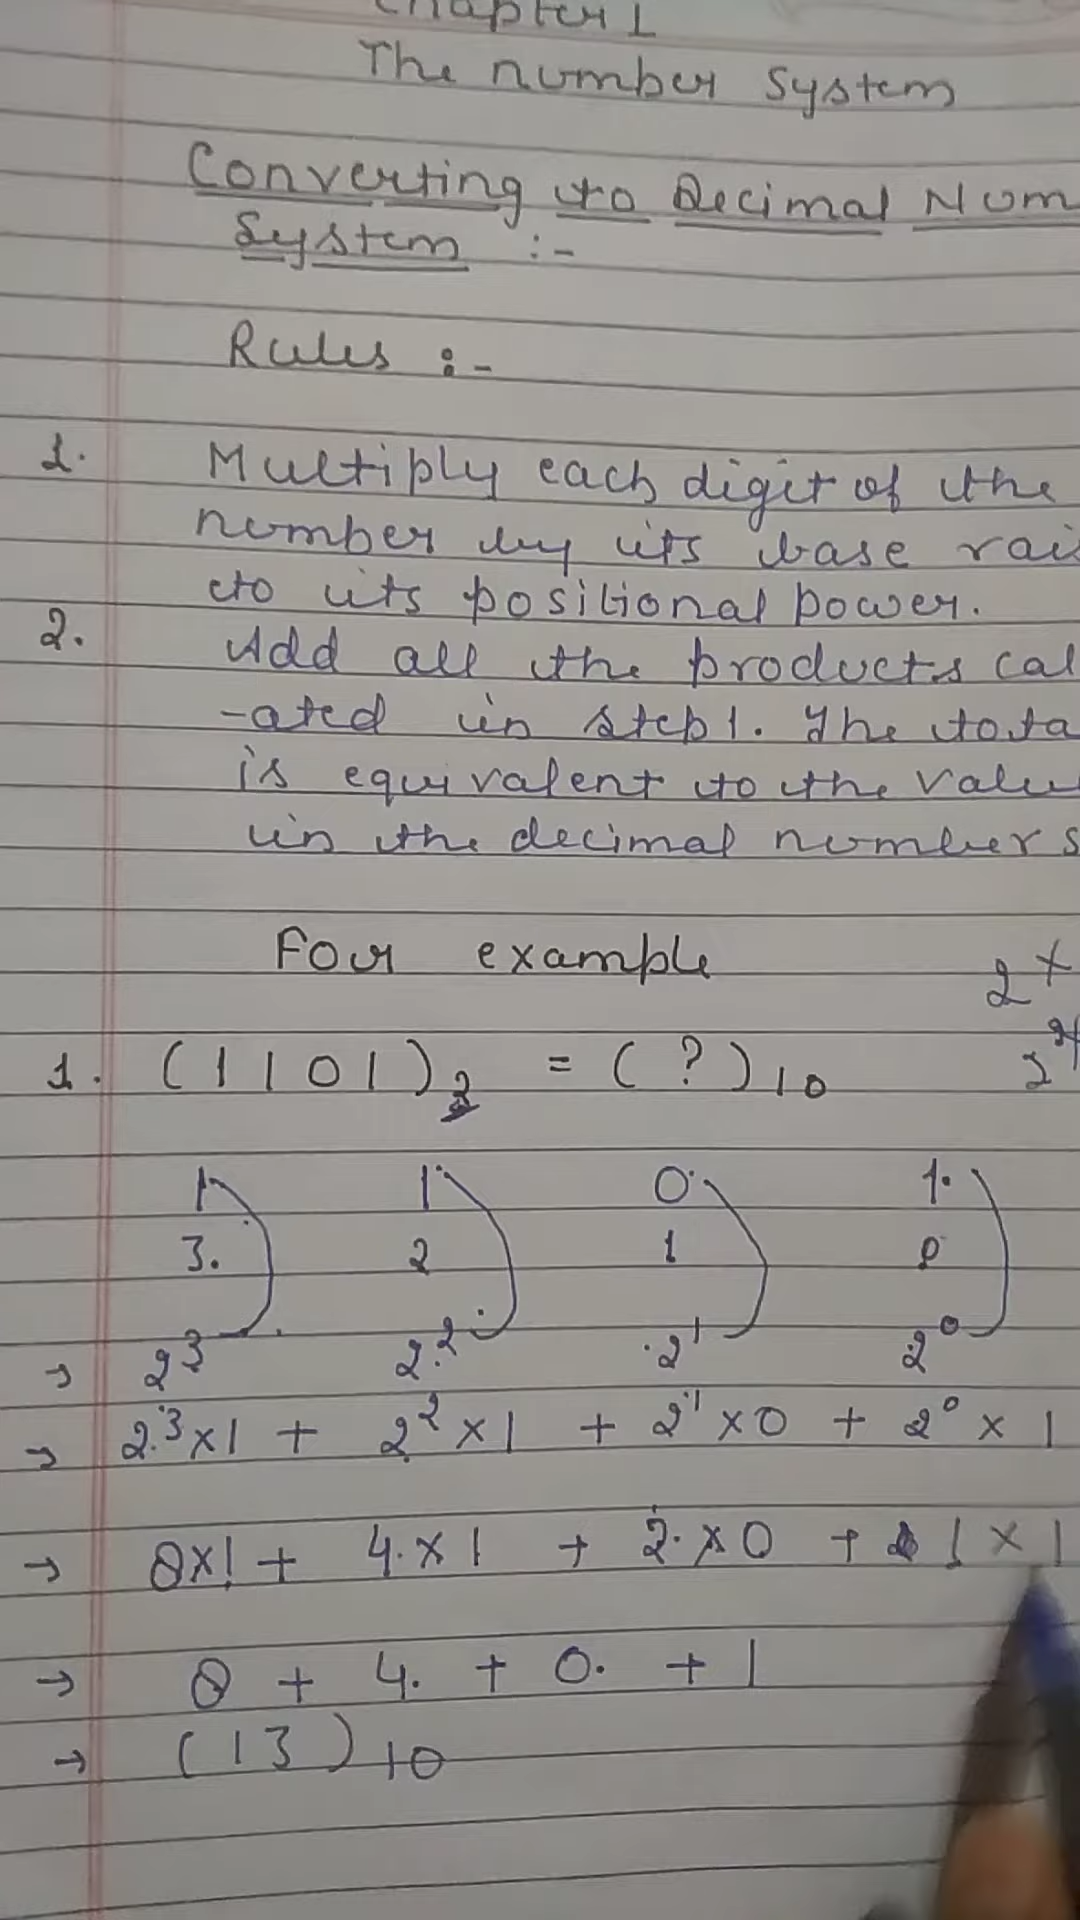 Chapter 1
The number System
Converting to Decimal Num
System :-
Rules :-
1. Multiply each digit of the
number by its base rais
to its positional power.
2. Add all the products cal
-ated in step 1. The tota
is equivalent to the valu
in the decimal number s
For example
2^x
1. (1101)₂ = (?)₁₀
1 1 0 1
3 2 1 0
→ 2³ 2² 2¹ 2⁰
→ 2³×1 + 2²×1 + 2¹×0 + 2⁰×1
→ 8×1 + 4×1 + 2×0 + 1×1
→ 8 + 4 + 0 + 1
→ (13)₁₀